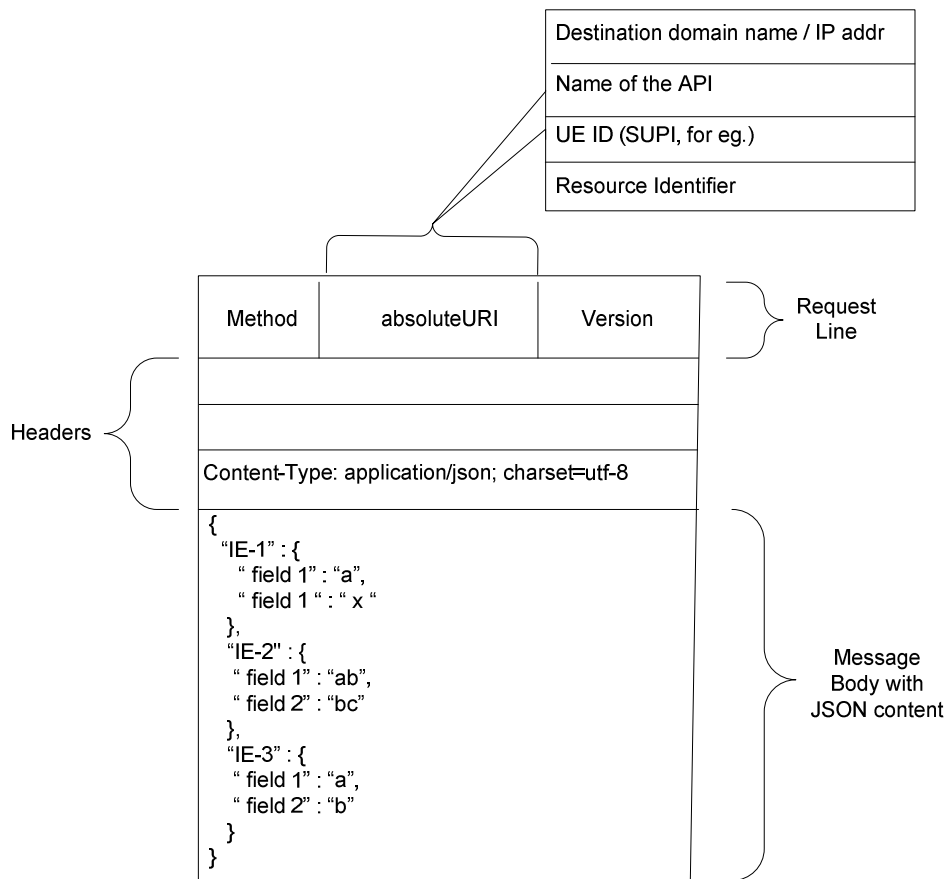 Destination domain name / IP addr
Name of the API
UE ID (SUPI, for eg.)
Resource Identifier
Method
absoluteURI
Version
Request
Line
Headers
Content-Type: application/json; charset=utf-8
{
“IE-1” : {
“ field 1” : “a”,
“ field 1 “ : “ x “
},
“IE-2" : {
“ field 1” : “ab”,
“ field 2” : “bc”
},
“IE-3” : {
“ field 1” : “a”,
“ field 2” : “b”
}
}
Message
Body with
JSON content